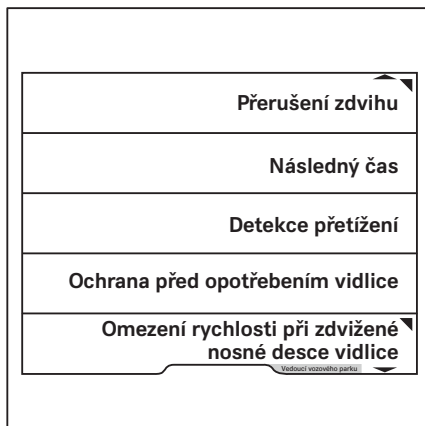 Přerušení zdvihu
Následný čas
Detekce přetížení
Ochrana před opotřebením vidlice
Omezení rychlosti při zdvižené
nosné desce vidlice
Vedoucí vozového parku